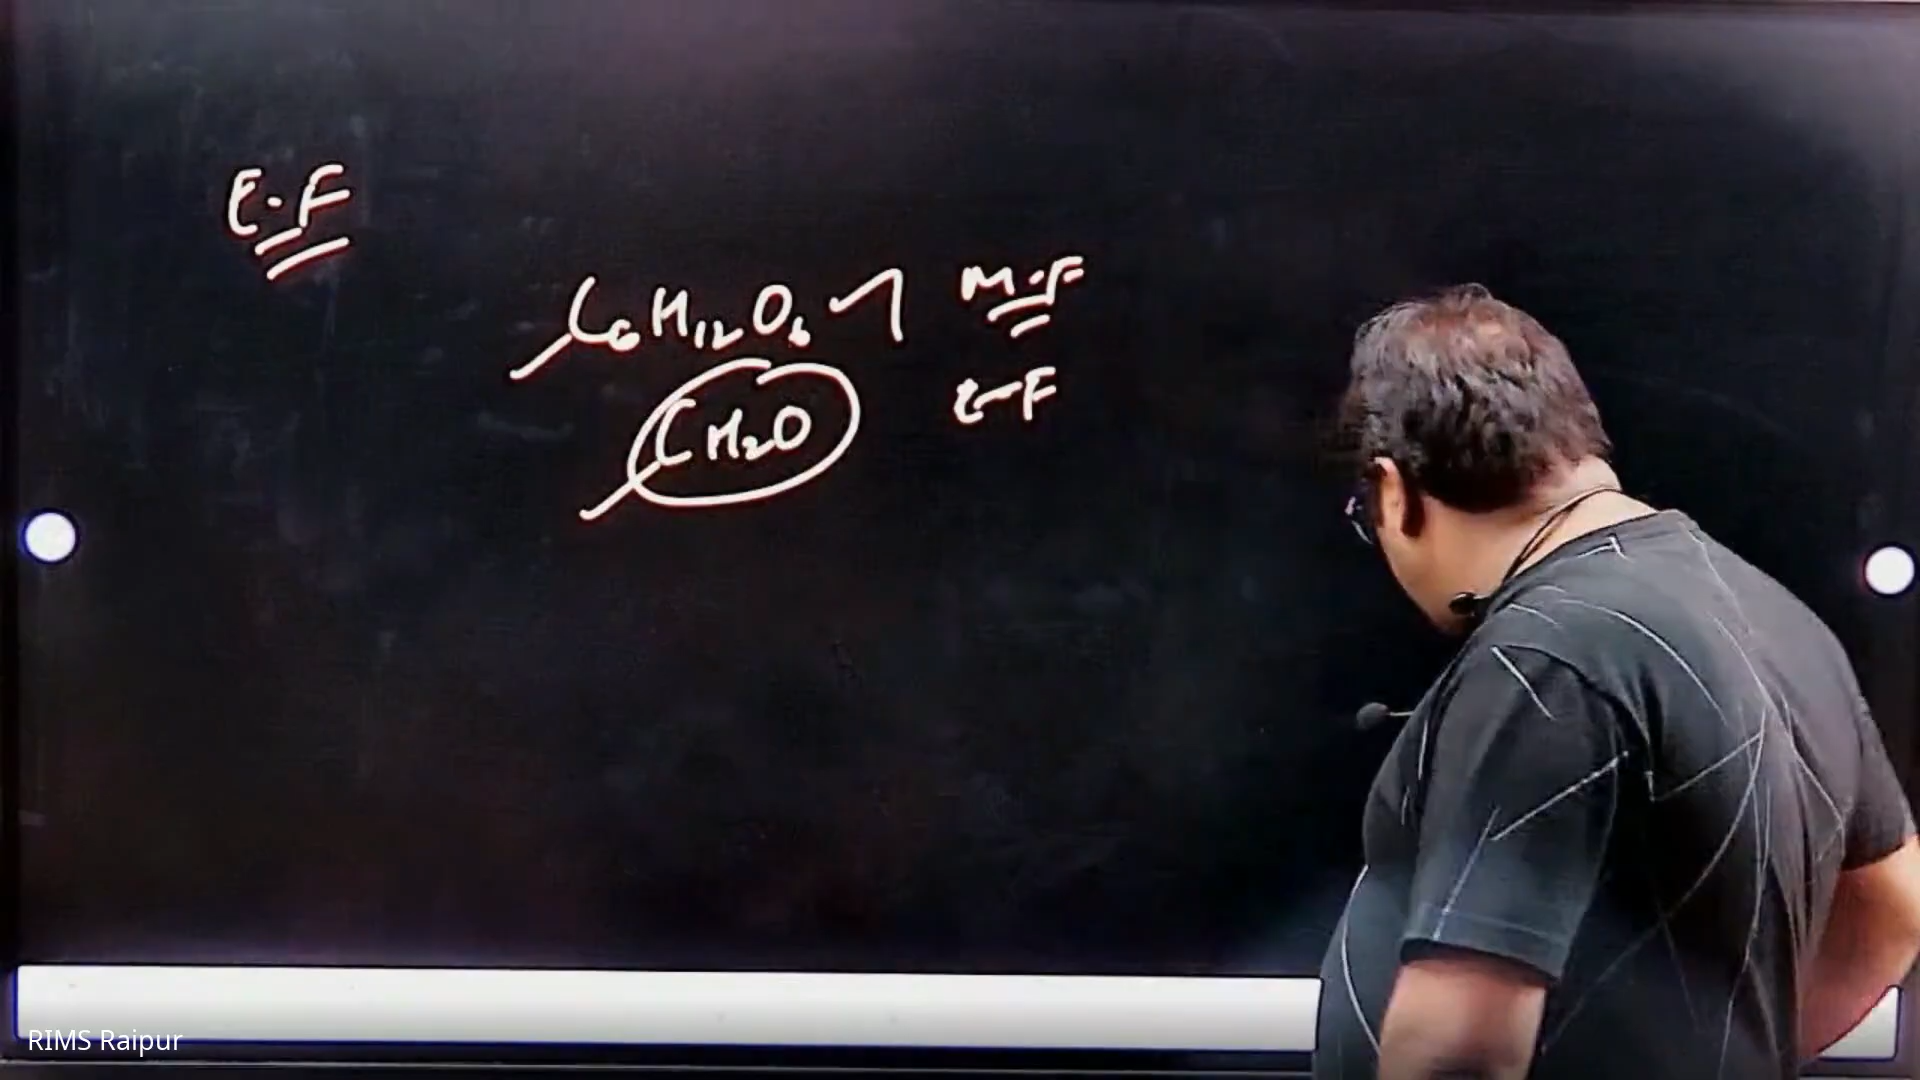 E.F
C₆H₁₂O₆ M.F
CH₂O E-F
RIMS Raipur